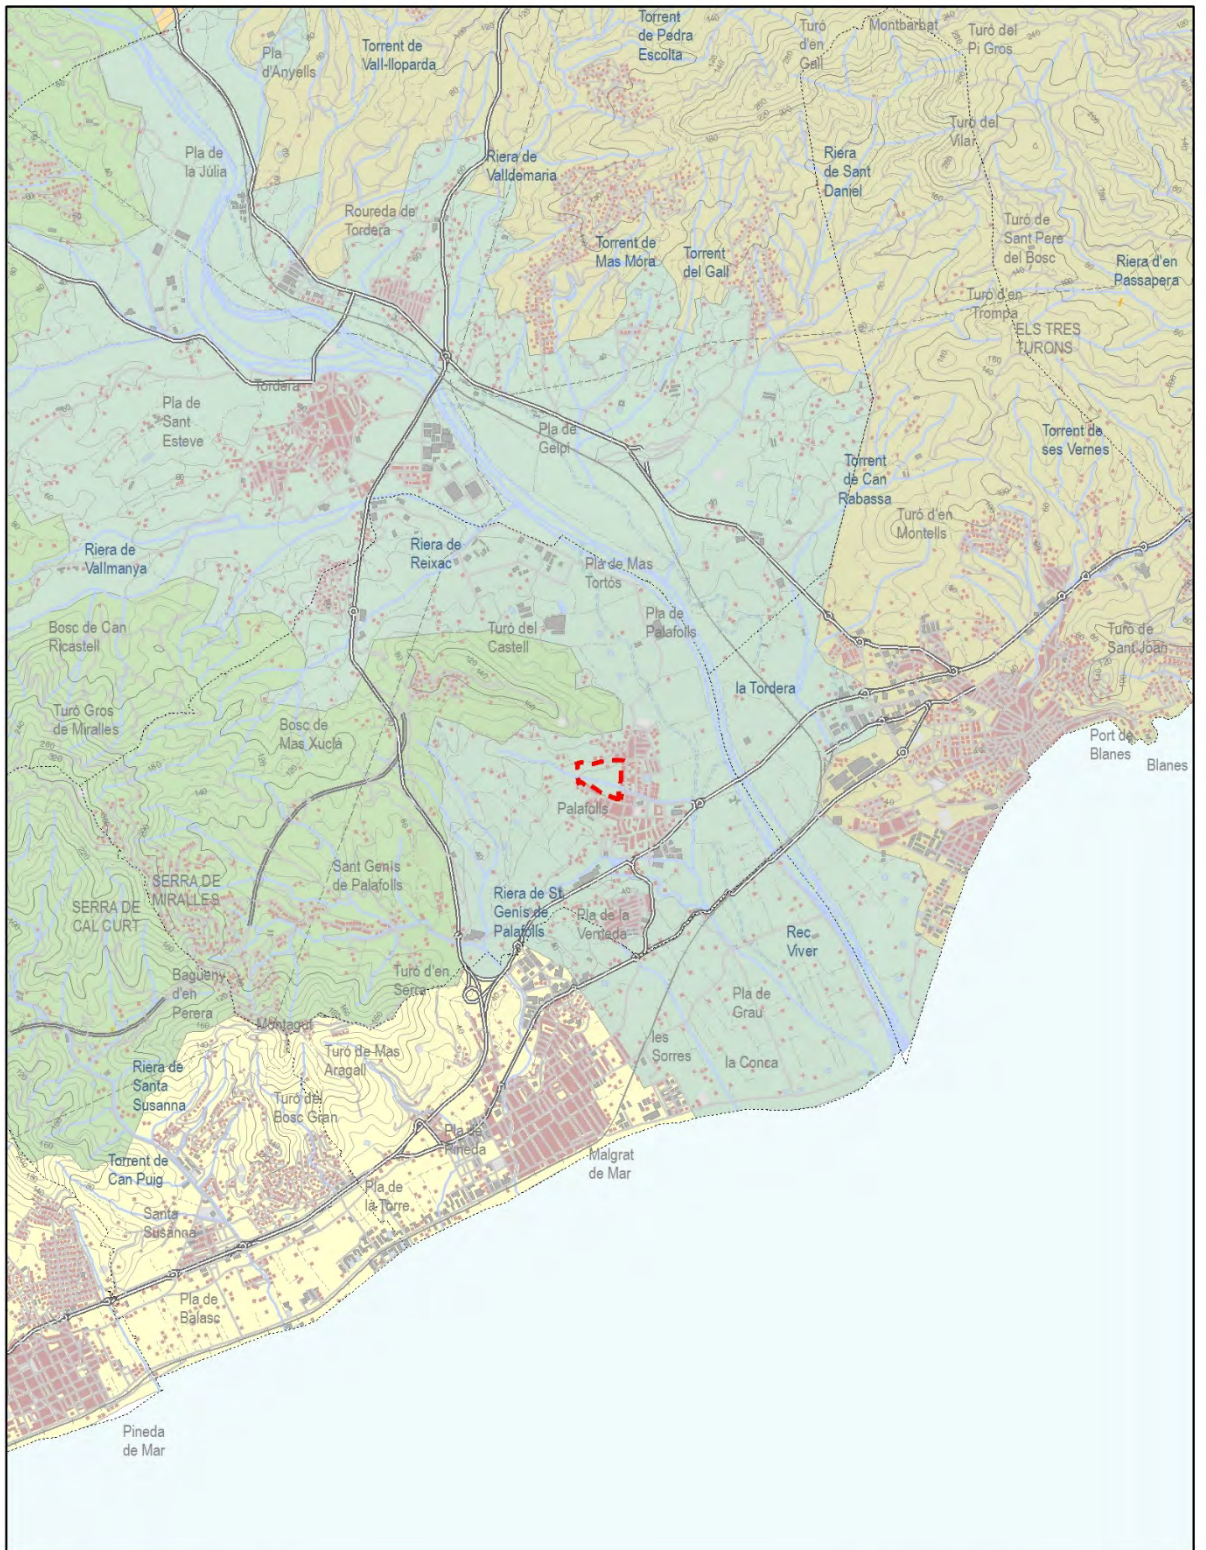 Torrent
de Pedra
Escolta
Turó
d'en
Gall
Montbarbat
Turó del
Pi Gros
Pla
d'Anyells
Torrent de
Vall-lloparda
Turó del
Vilar
Pla de
la Júlia
Riera de
Valldemaria
Riera
de Sant
Daniel
Roureda de
Tordera
Turó de
Sant Pere
del Bosc
Torrent de
Mas Móra
Torrent
del Gall
Riera d'en
Passapera
Turó d'en
Trompa
ELS TRES
TURONS
Tordera
Pla de
Sant
Esteve
Pla de
Gelpí
Torrent de
ses Vernes
Torrent
de Can
Rabassa
Turó d'en
Montells
Riera de
Vallmanya
Riera de
Reixac
Pla de Mas
Tortós
Pla de
Palafolls
Bosc de Can
Ricastell
Turó del
Castell
Turó de
Sant Joan
la Tordera
Turó Gros
de Miralles
Bosc de
Mas Xuclà
Port de
Blanes
Blanes
Palafolls
Sant Genís
de Palafolls
SERRA DE
MIRALLES
SERRA DE
CAL CURT
Riera de St.
Genís de
Palafolls
Pla de la
Verneda
Rec
Viver
Bagueny
d'en
Perera
Turó d'en
Serra
Pla de
Grau
Montagut
Turó de Mas
Aragall
les
Sorres
la Conca
Riera de
Santa
Susanna
Turó del
Bosc Gran
Pla de
Pineda
Malgrat
de Mar
Torrent de
Can Puig
Pla de
la Torre
Santa
Susanna
Pla de
Balasc
Pineda
de Mar